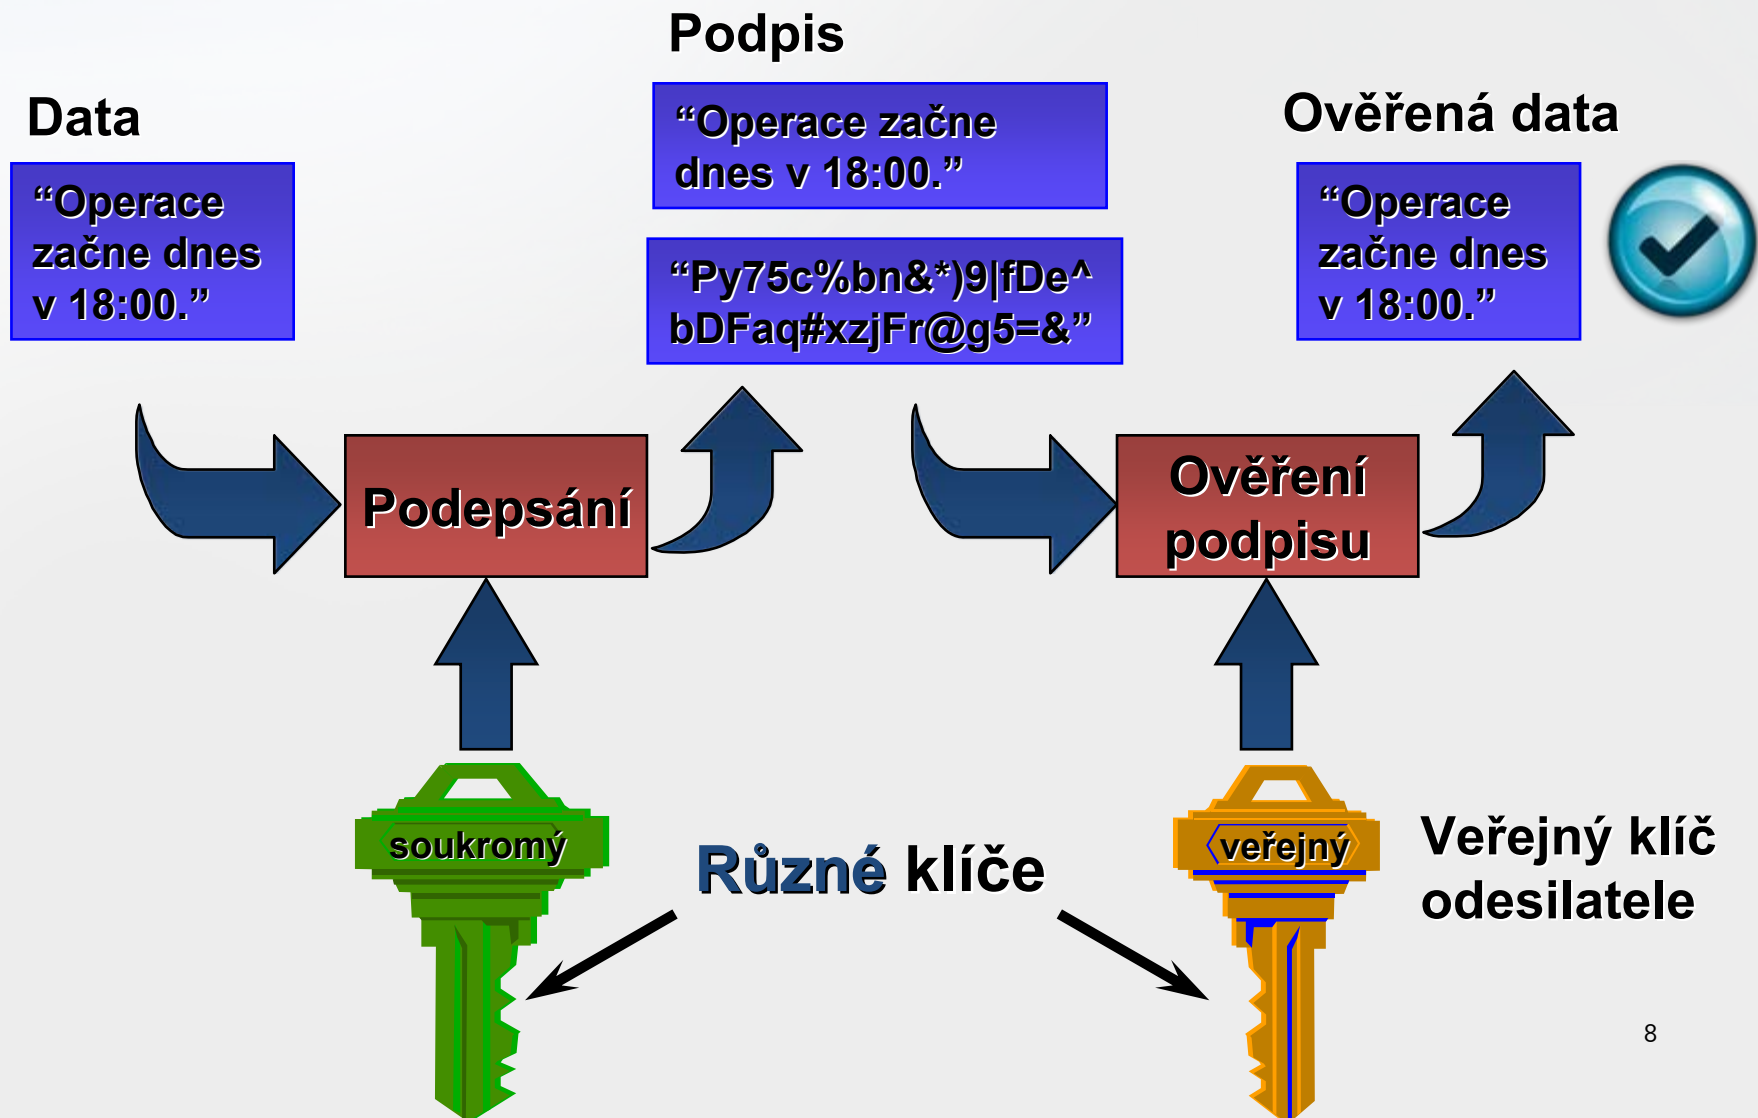 Podpis
Data
“Operace
začne dnes
v 18:00.”
“Operace začne
dnes v 18:00.”
“Py75c%bn&*)9|fDe^
bDFaq#xzjFr@g5=&”
Ověřená data
“Operace
začne dnes
v 18:00.”
Podepsání
Ověření
podpisu
soukromý
Různé klíče
veřejný
Veřejný klíč
odesilatele
8